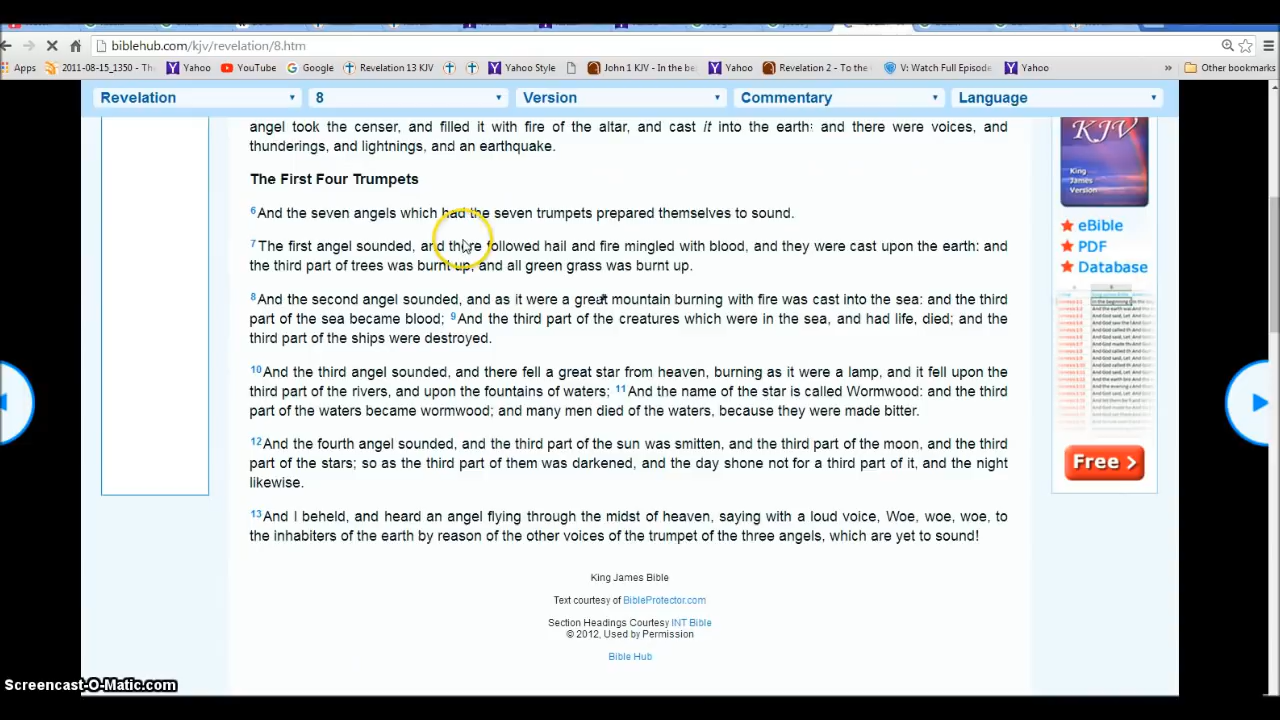 biblehub.com/kjv/revelation/8.htm
Apps 2011-08-15_1350 - Th Yahoo YouTube Google Revelation 13 KJV Yahoo Style John 1 KJV - In the be Yahoo Revelation 2 - To the V: Watch Full Episode Yahoo » Other bookmarks
Revelation 8 Version Commentary Language
angel took the censer, and filled it with fire of the altar, and cast it into the earth: and there were voices, and
thunderings, and lightnings, and an earthquake.
The First Four Trumpets
6And the seven angels which had the seven trumpets prepared themselves to sound.
7The first angel sounded, and there followed hail and fire mingled with blood, and they were cast upon the earth: and
the third part of trees was burnt up, and all green grass was burnt up.
8And the second angel sounded, and as it were a great mountain burning with fire was cast into the sea: and the third
part of the sea became blood; 9And the third part of the creatures which were in the sea, and had life, died; and the
third part of the ships were destroyed.
10And the third angel sounded, and there fell a great star from heaven, burning as it were a lamp, and it fell upon the
third part of the rivers, and upon the fountains of waters; 11And the name of the star is called Wormwood: and the third
part of the waters became wormwood; and many men died of the waters, because they were made bitter.
12And the fourth angel sounded, and the third part of the sun was smitten, and the third part of the moon, and the third
part of the stars; so as the third part of them was darkened, and the day shone not for a third part of it, and the night
likewise.
13And I beheld, and heard an angel flying through the midst of heaven, saying with a loud voice, Woe, woe, woe, to
the inhabiters of the earth by reason of the other voices of the trumpet of the three angels, which are yet to sound!
King James Bible
Text courtesy of BibleProtector.com
Section Headings Courtesy INT Bible
© 2012, Used by Permission
Bible Hub
KJV
King
James
Version
eBible
PDF
Database
Free >
Screencast-O-Matic.com